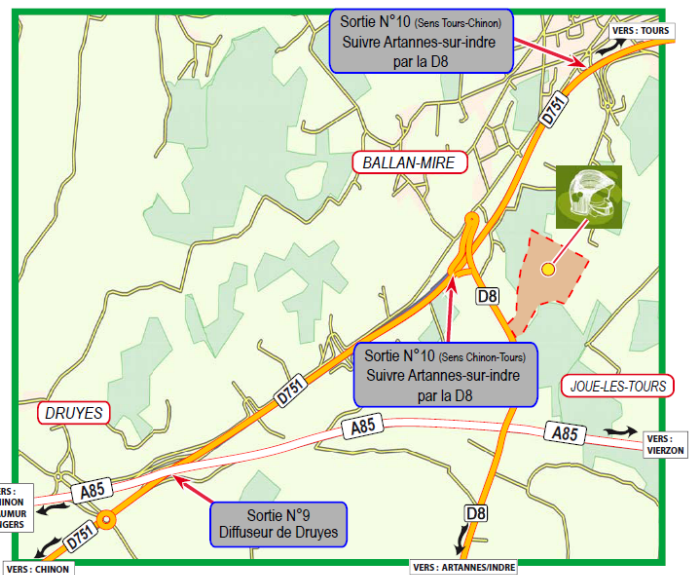 Sortie N°10 (Sens Tours-Chinon)
Suivre Artannes-sur-indre
par la D8
VERS : TOURS
D751
BALLAN-MIRE
D8
Sortie N°10 (Sens Chinon-Tours)
Suivre Artannes-sur-indre
par la D8
JOUE-LES-TOURS
D751
DRUYES
A85
A85
VERS :
VIERZON
A85
Sortie N°9
Diffuseur de Druyes
D8
D751
VERS : CHINON
VERS : ARTANNES/INDRE